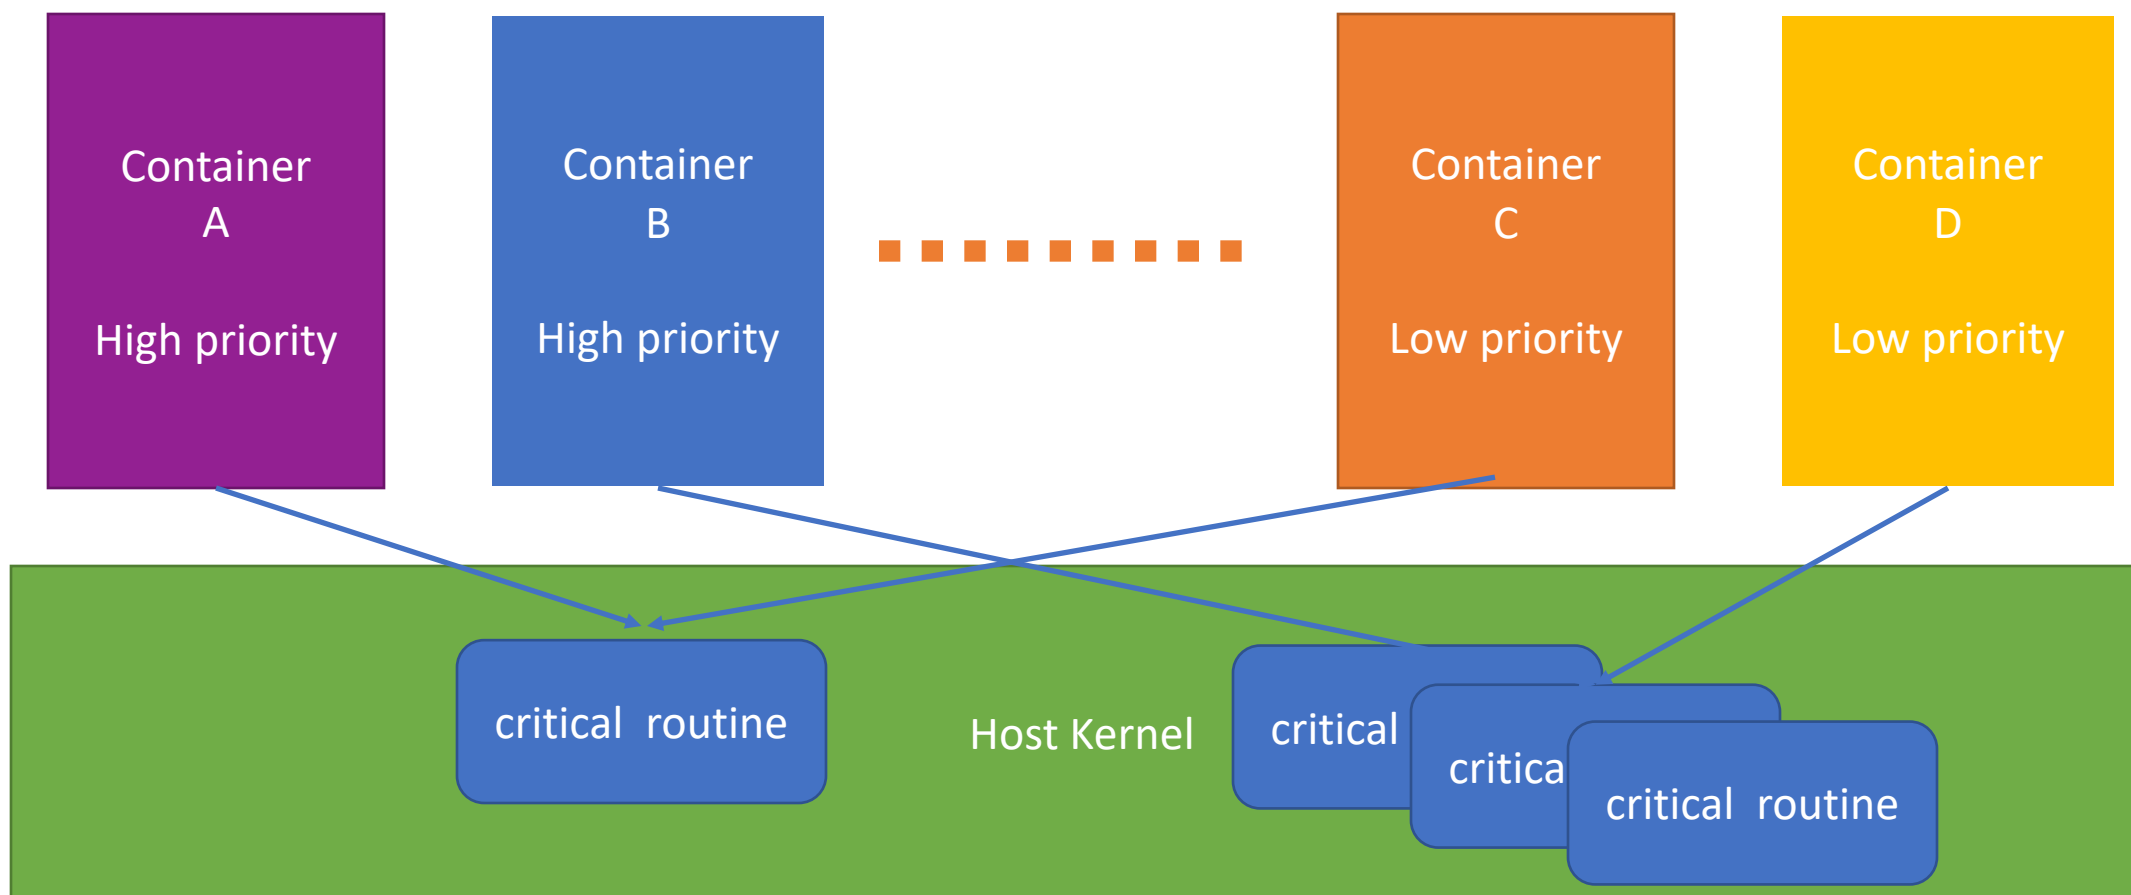 Container
A
High priority
Container
B
High priority
Container
C
Low priority
Container
D
Low priority
critical routine
Host Kernel
critical
critica
critical routine